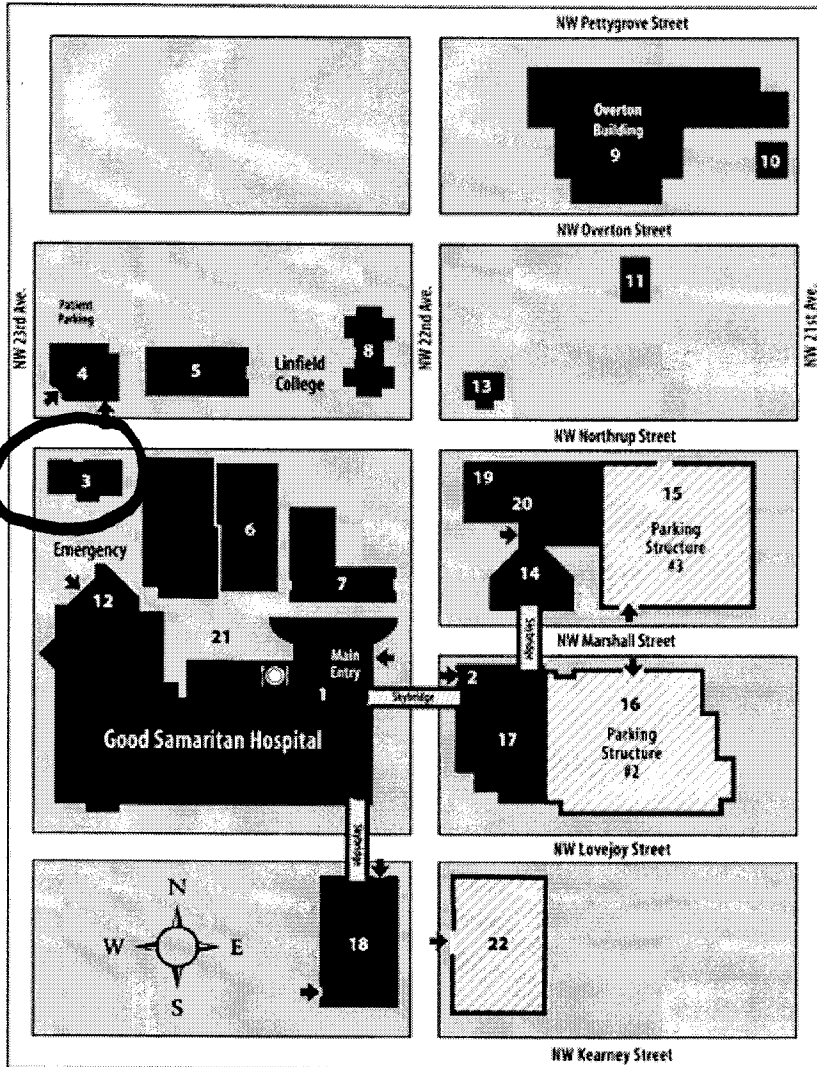 NW Pettygrove Street
Overton
Building
9
10
NW Overton Street
NW 23rd Ave.
NW 22nd Ave.
NW 21st Ave.
Patient
Parking
4
5
Linfield
College
8
11
13
NW Northrup Street
3
Emergency
12
6
7
21
Main
Entry
1
Skybridge
Good Samaritan Hospital
19
20
14
15
Parking
Structure
#3
Skybridge
NW Marshall Street
2
17
16
Parking
Structure
#2
Skybridge
NW Lovejoy Street
N
W
E
S
18
22
NW Kearney Street